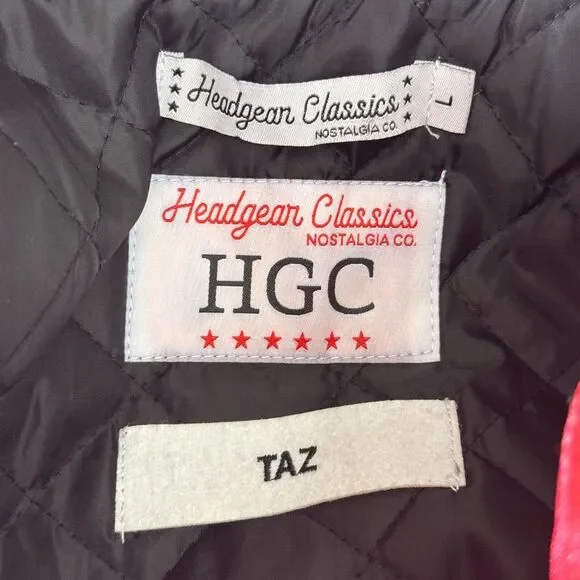 Headgear Classics
NOSTALGIA CO.
L
Headgear Classics
NOSTALGIA CO.
HGC
TAZ